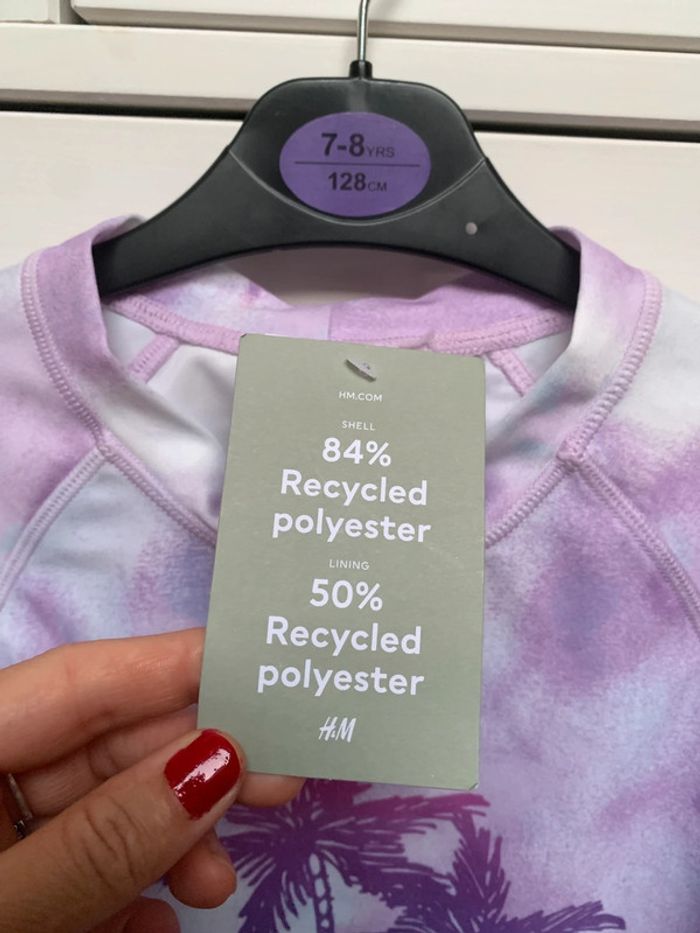 7-8YRS
128CM
HM.COM
SHELL
84%
Recycled
polyester
LINING
50%
Recycled
polyester
H&M